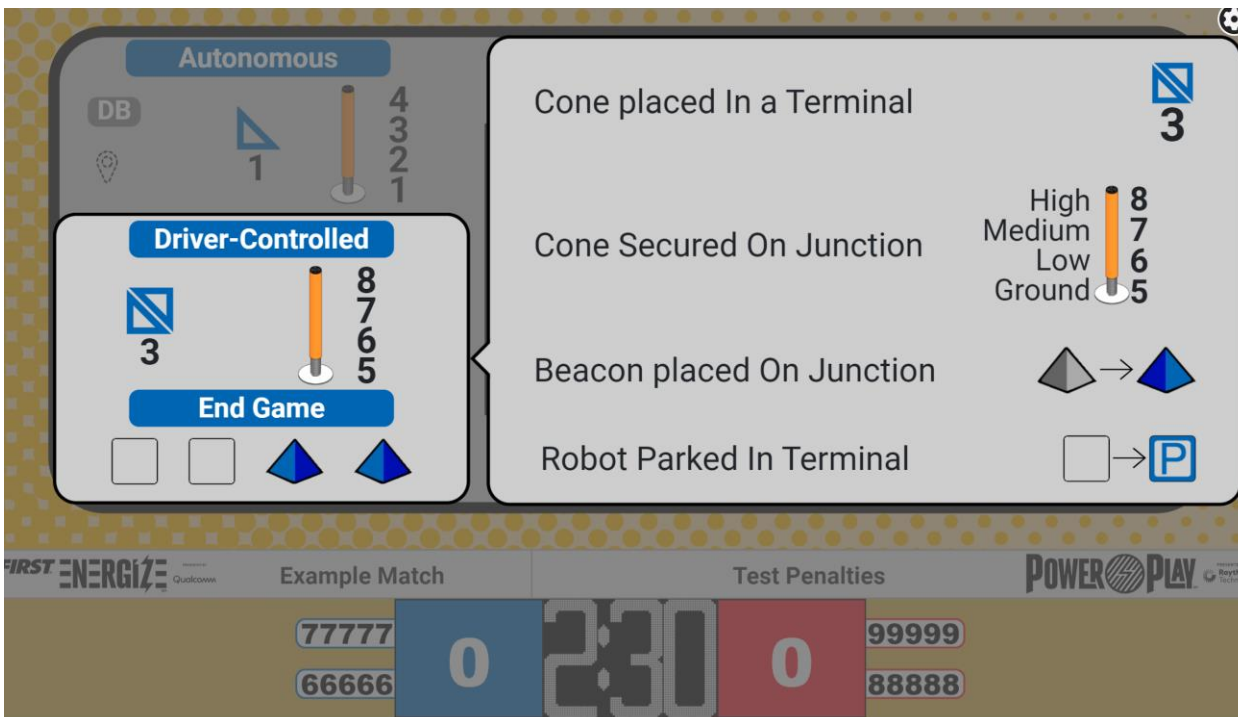 Autonomous
DB
1
4
3
2
1
Driver-Controlled
3
8
7
6
5
End Game
Cone placed In a Terminal
3
Cone Secured On Junction
High 8
Medium 7
Low 6
Ground 5
Beacon placed On Junction
Robot Parked In Terminal
P
FIRST ENERGIZE
Qualcomm
Example Match
Test Penalties
POWER PLAY
77777
66666
0
2:30
0
99999
88888